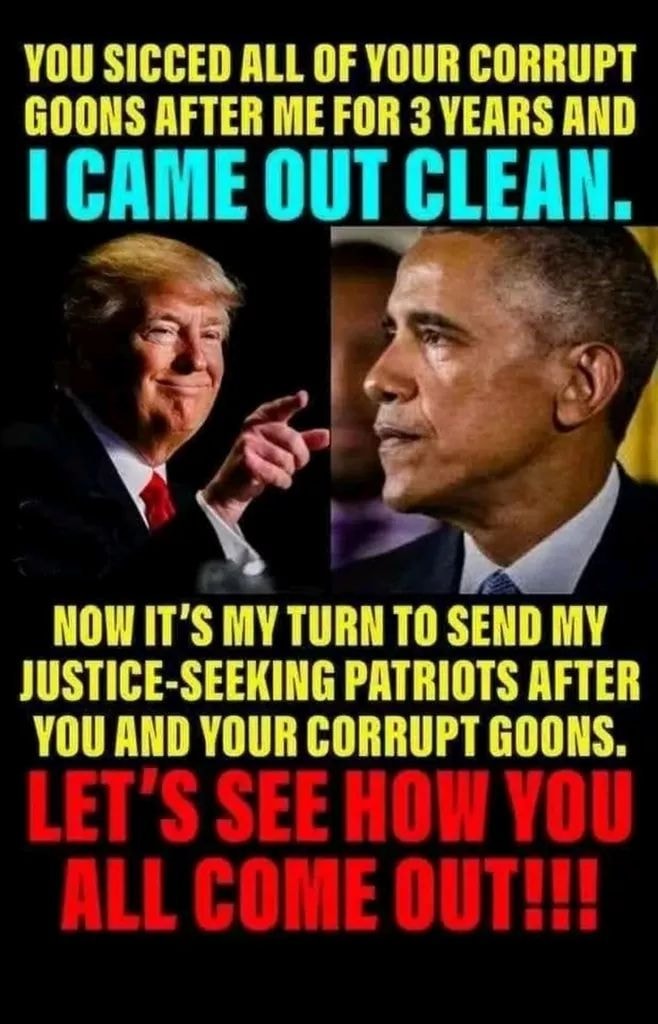 YOU SICCED ALL OF YOUR CORRUPT
GOONS AFTER ME FOR 3 YEARS AND
I CAME OUT CLEAN.
NOW IT'S MY TURN TO SEND MY
JUSTICE-SEEKING PATRIOTS AFTER
YOU AND YOUR CORRUPT GOONS.
LET'S SEE HOW YOU
ALL COME OUT!!!